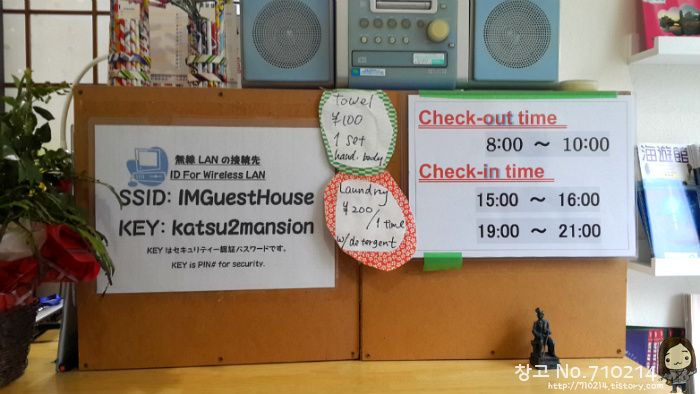 無線 LAN の接続先
ID For Wireless LAN
SSID: IMGuestHouse
KEY: katsu2mansion
KEY はセキュリティー認証パスワードです。
KEY is PIN# for security.
Towel
¥100
1 set
hand. body
Laundry
¥200/
1 time
w/detergent
Check-out time
8:00 ～ 10:00
Check-in time
15:00 ～ 16:00
19:00 ～ 21:00
海遊館
창고 No.710214
http://710214.tistory.com/